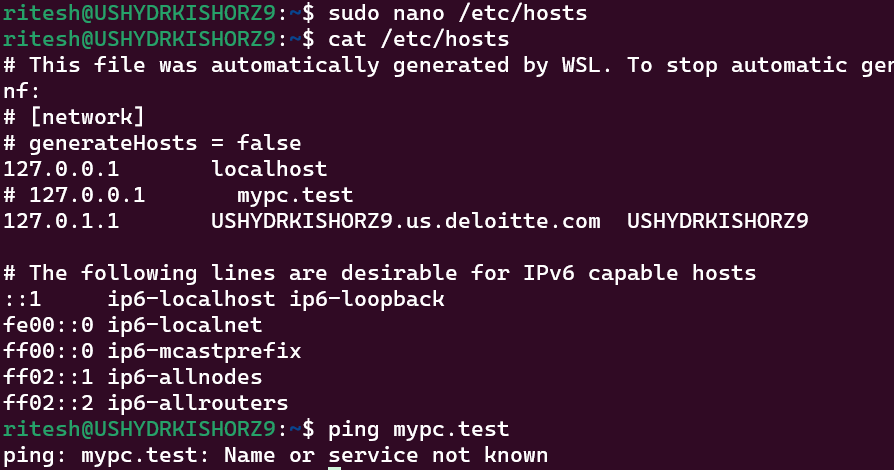 ritesh@USHYDRKISHORZ9:~$ sudo nano /etc/hosts
ritesh@USHYDRKISHORZ9:~$ cat /etc/hosts
# This file was automatically generated by WSL. To stop automatic gen
nf:
# [network]
# generateHosts = false
127.0.0.1       localhost
# 127.0.0.1       mypc.test
127.0.1.1       USHYDRKISHORZ9.us.deloitte.com  USHYDRKISHORZ9
# The following lines are desirable for IPv6 capable hosts
::1     ip6-localhost ip6-loopback
fe00::0 ip6-localnet
ff00::0 ip6-mcastprefix
ff02::1 ip6-allnodes
ff02::2 ip6-allrouters
ritesh@USHYDRKISHORZ9:~$ ping mypc.test
ping: mypc.test: Name or service not known